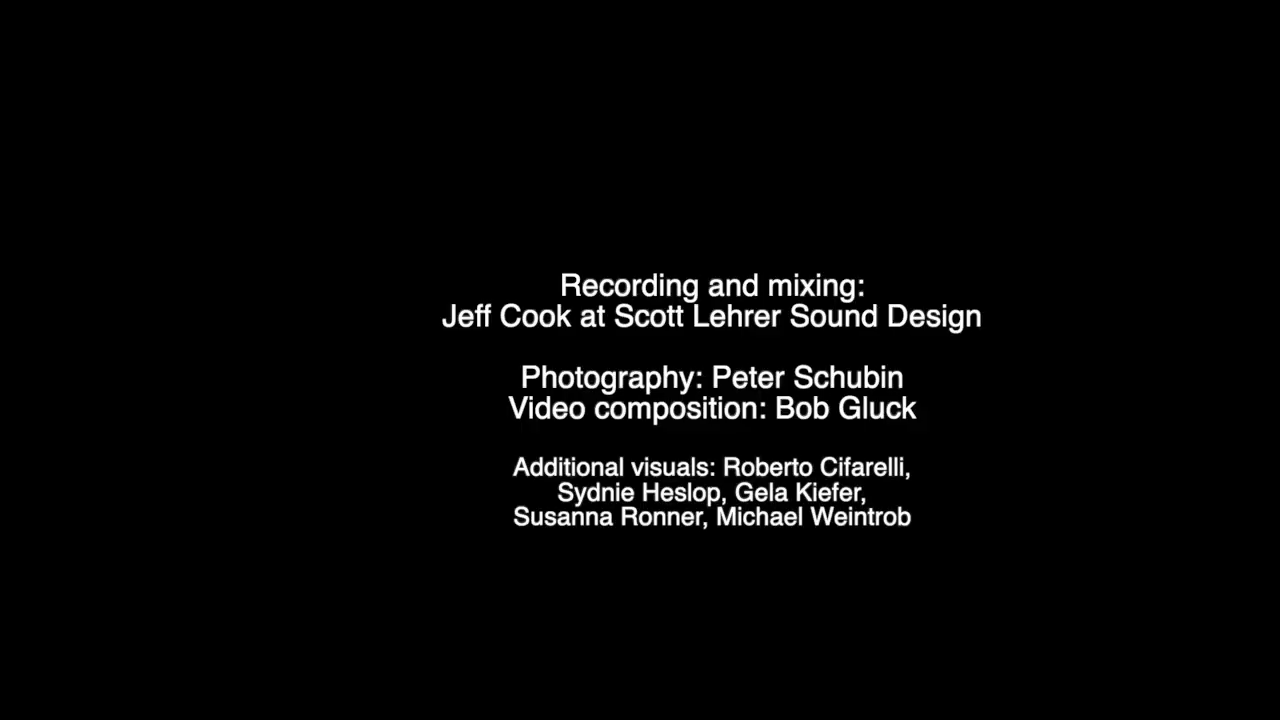 Recording and mixing:
Jeff Cook at Scott Lehrer Sound Design
Photography: Peter Schubin
Video composition: Bob Gluck
Additional visuals: Roberto Cifarelli,
Sydnie Heslop, Gela Kiefer,
Susanna Ronner, Michael Weintrob